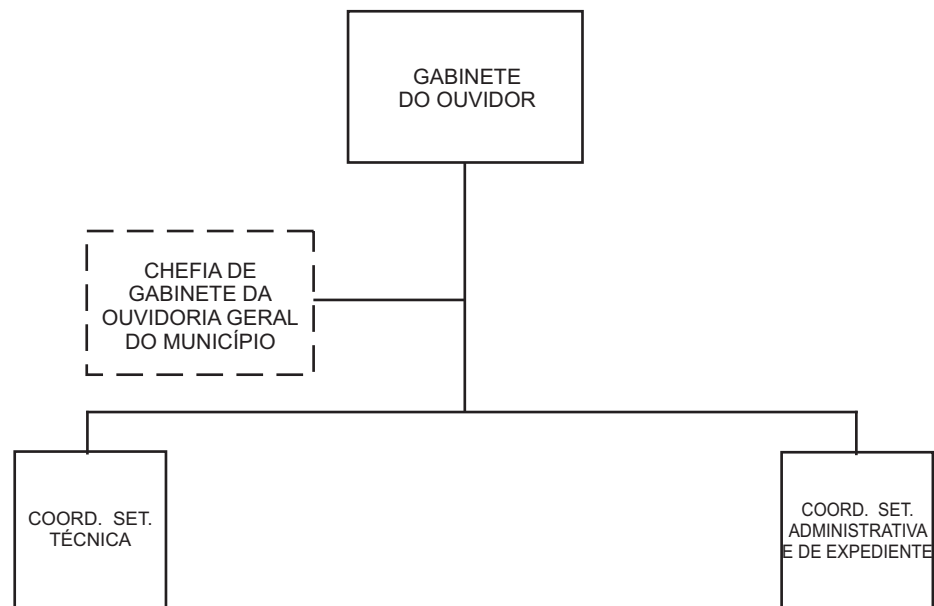 GABINETE
DO OUVIDOR
CHEFIA DE
GABINETE DA
OUVIDORIA GERAL
DO MUNICÍPIO
COORD. SET.
TÉCNICA
COORD. SET.
ADMINISTRATIVA
E DE EXPEDIENTE